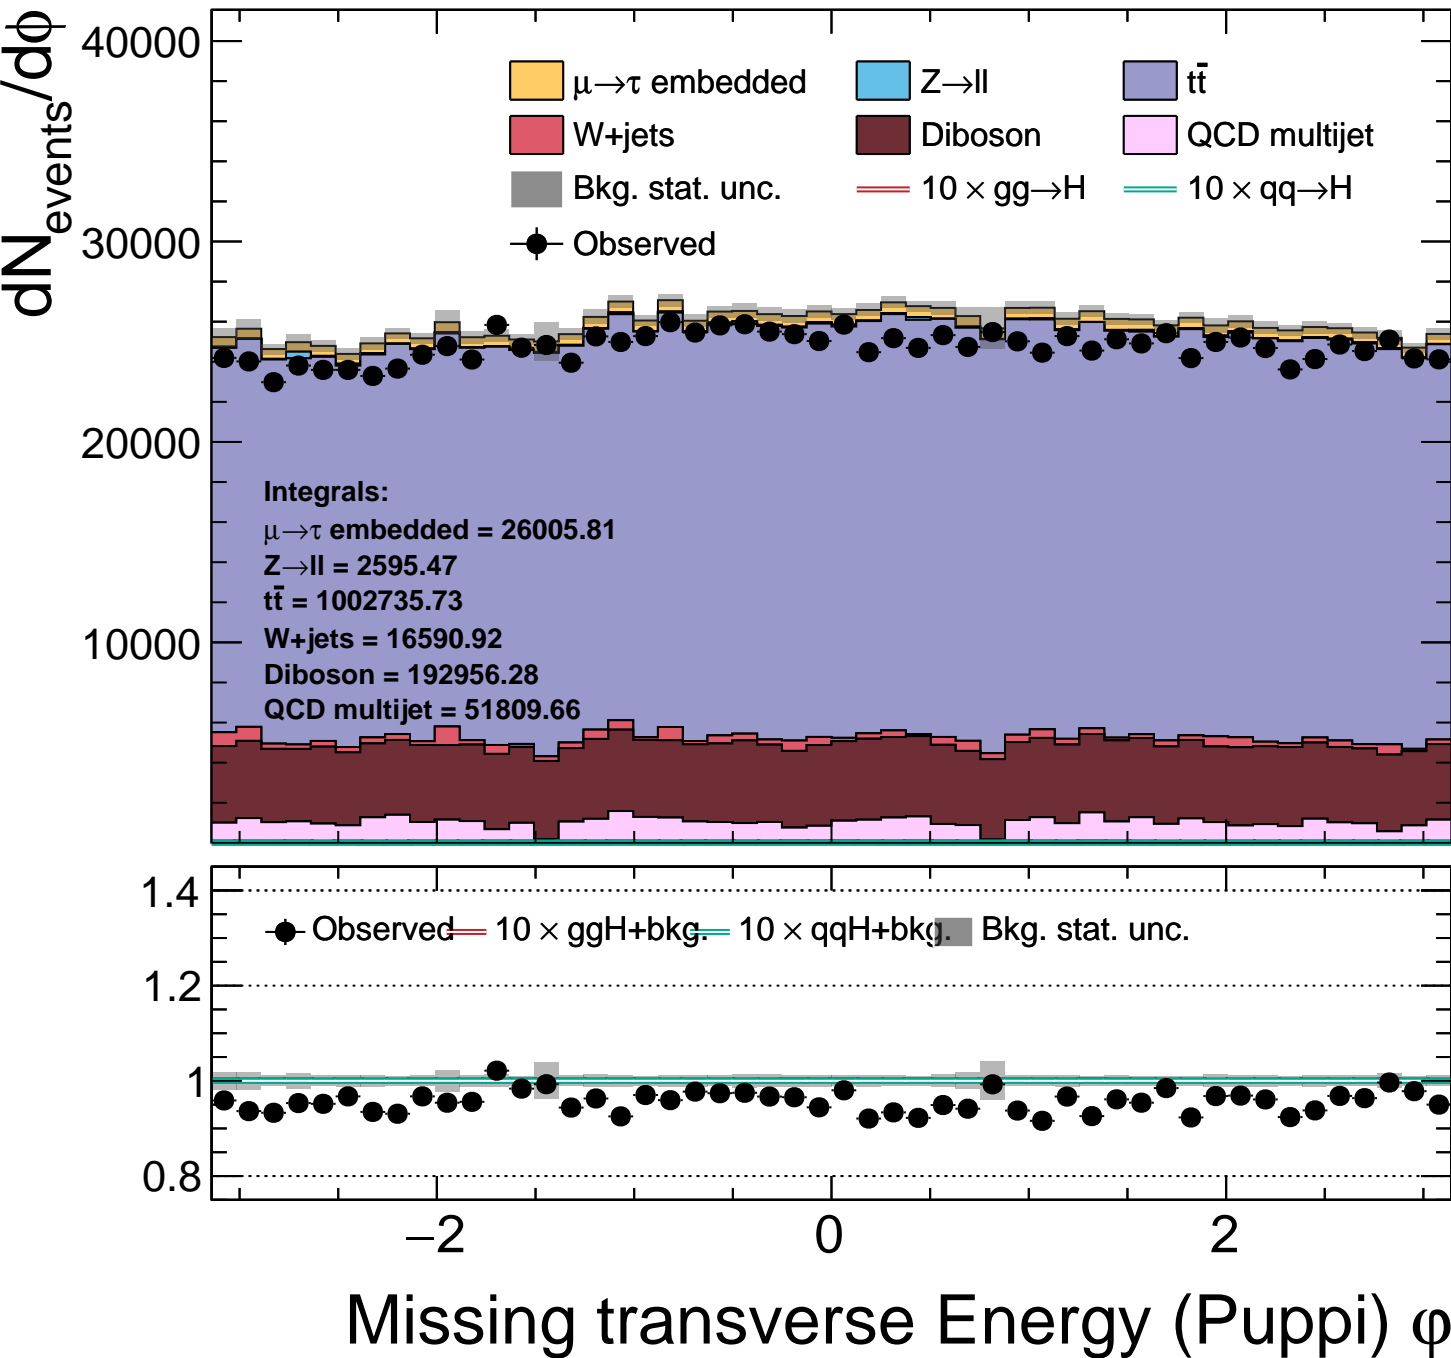 dN_events/dϕ
40000
30000
20000
10000
μ→τ embedded Z→ll tt̄
W+jets Diboson QCD multijet
Bkg. stat. unc. 10 × gg→H 10 × qq→H
Observed
Integrals:
μ→τ embedded = 26005.81
Z→ll = 2595.47
tt̄ = 1002735.73
W+jets = 16590.92
Diboson = 192956.28
QCD multijet = 51809.66
1.4
1.2
1
0.8
Observed 10 × ggH+bkg. 10 × qqH+bkg. Bkg. stat. unc.
−2 0 2
Missing transverse Energy (Puppi) φ